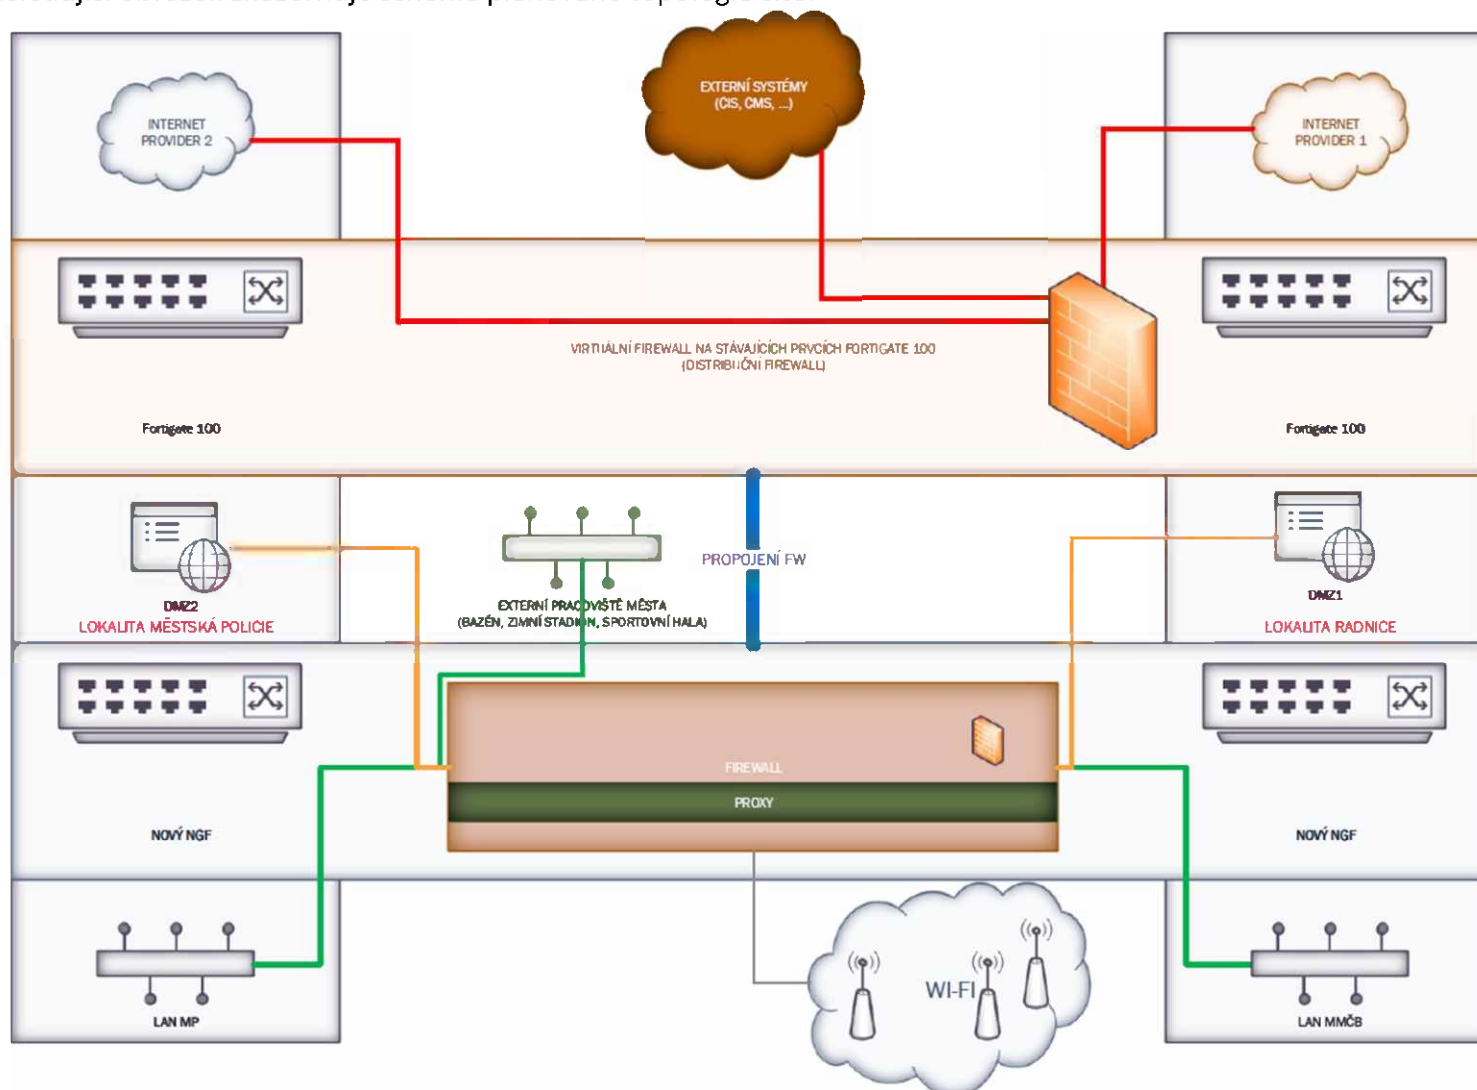 INTERNET
PROVIDER 2
EXTERNÍ SYSTÉMY
(CIS, CMS, ...)
INTERNET
PROVIDER 1
VIRTUÁLNÍ FIREWALL NA STÁVAJÍCÍCH PRVCÍCH FORTIGATE 100
(DISTRIBUČNÍ FIREWALL)
Fortigate 100
Fortigate 100
DMZ2
LOKALITA MĚSTSKÁ POLICIE
EXTERNÍ PRACOVIŠTĚ MĚSTA
(BAZÉN, ZIMNÍ STADION, SPORTOVNÍ HALA)
PROPOJENÍ FW
DMZ1
LOKALITA RADNICE
FIREWALL
PROXY
NOVÝ NGF
NOVÝ NGF
WI-FI
LAN MP
LAN MMČB